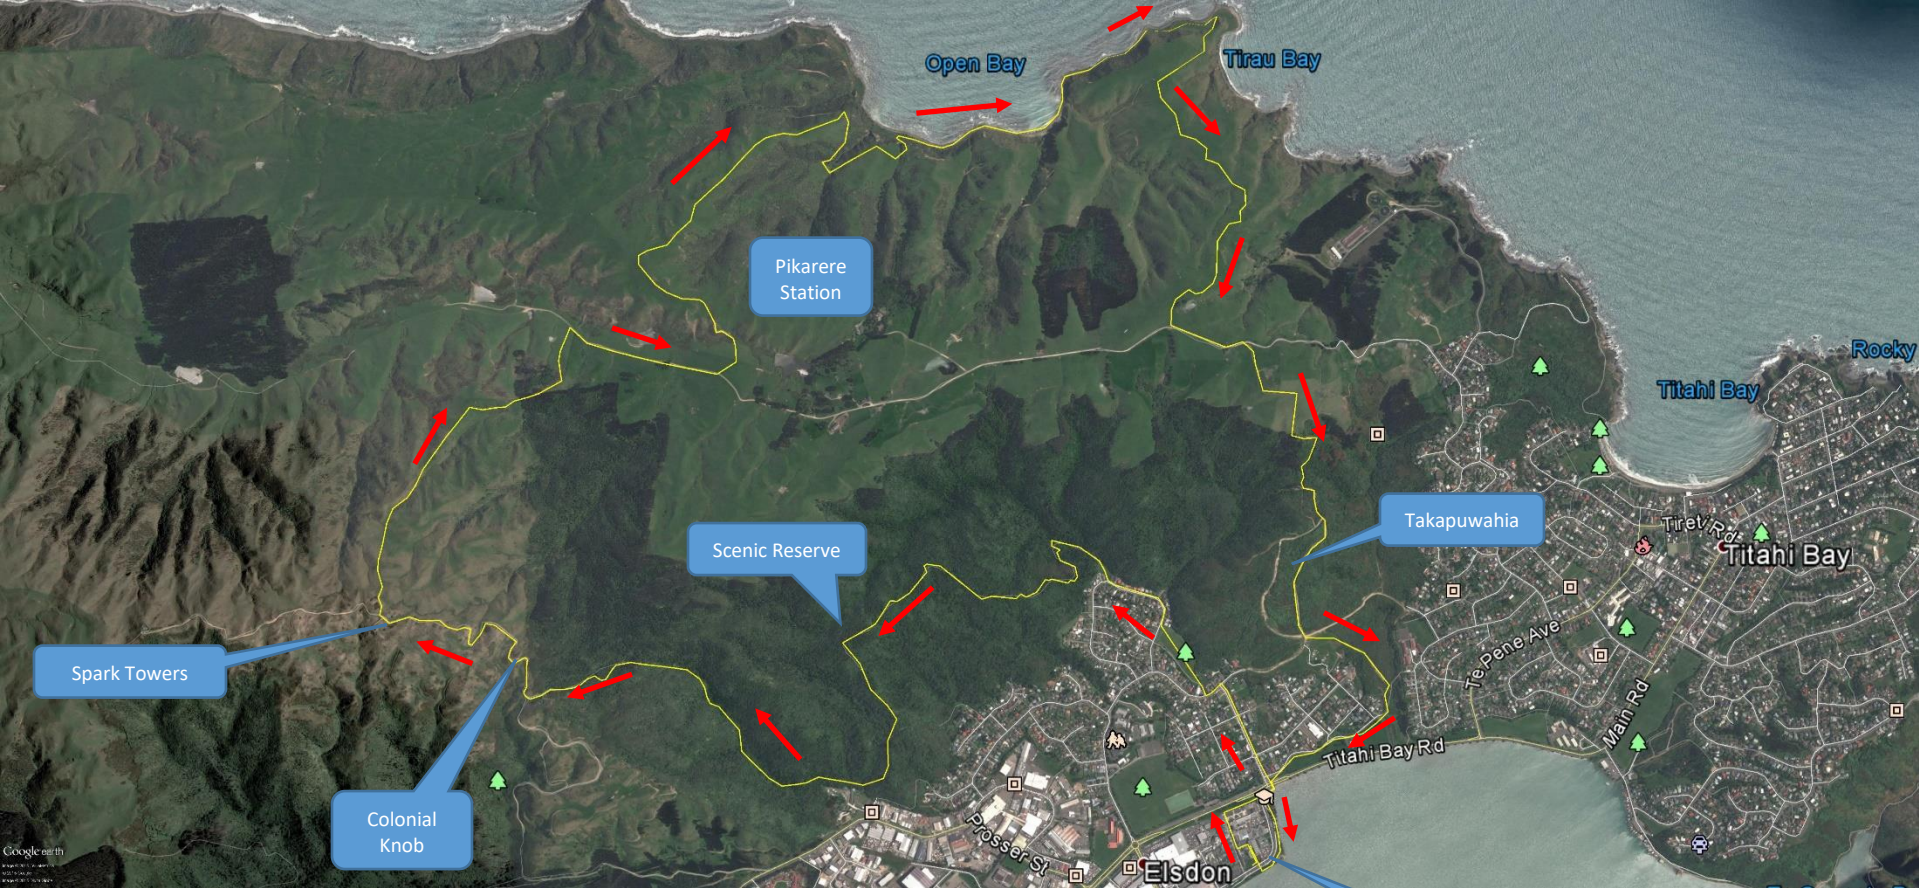 Open Bay
Tirau Bay
Pikarere
Station
Rocky
Titahi Bay
Takapuwahia
Tireti Rd
Titahi Bay
Scenic Reserve
Te Pene Ave
Spark Towers
Main Rd
Titahi Bay Rd
Colonial
Knob
Prosser St
Elsdon
Google earth